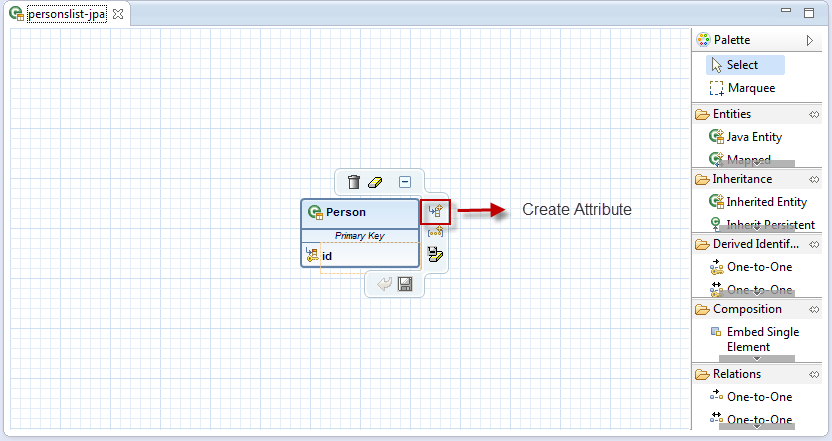 personslist-jpa
Palette
Select
Marquee
Entities
Java Entity
Mapped
Inheritance
Inherited Entity
Inherit Persistent
Derived Identif...
One-to-One
One-to-One
Composition
Embed Single
Element
Relations
One-to-One
One-to-One
Person
Primary Key
id
Create Attribute